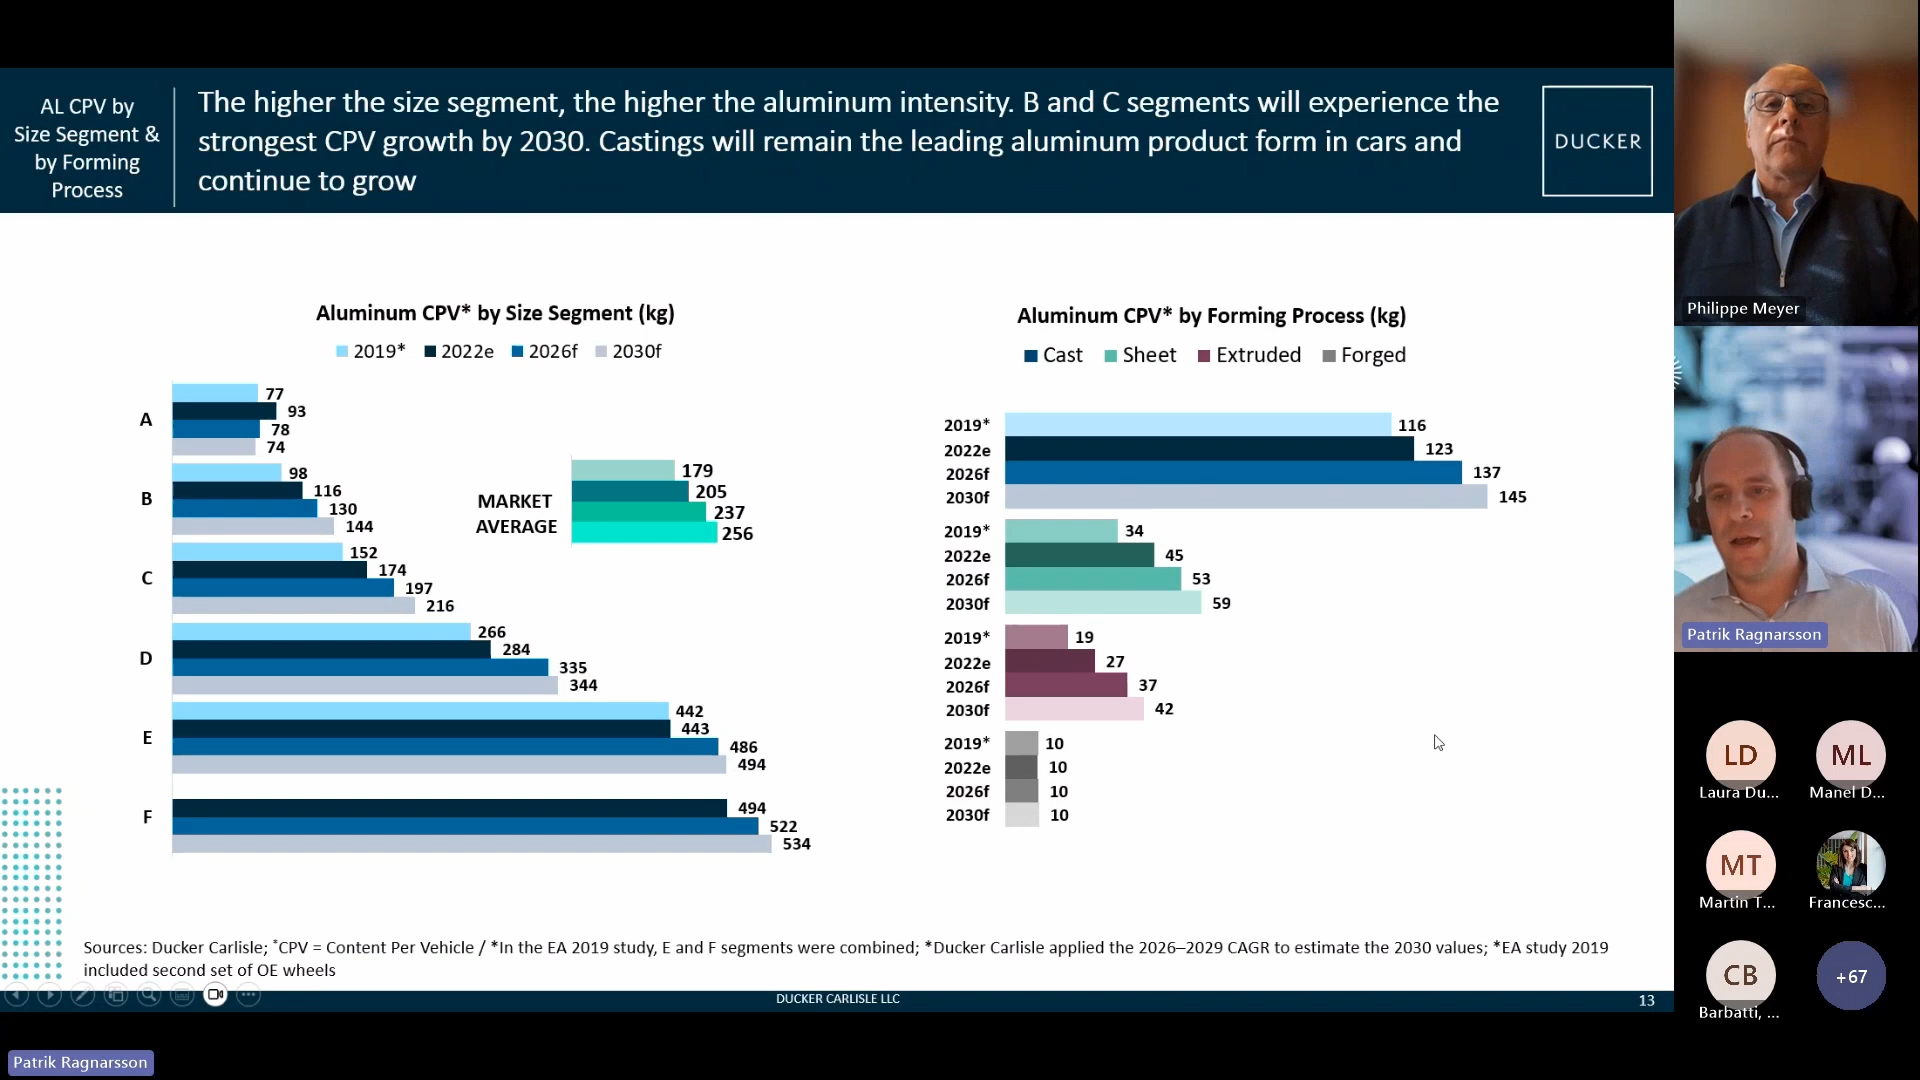 AL CPV by
Size Segment &
by Forming
Process
The higher the size segment, the higher the aluminum intensity. B and C segments will experience the
strongest CPV growth by 2030. Castings will remain the leading aluminum product form in cars and
continue to grow
DUCKER
Aluminum CPV* by Size Segment (kg)
2019* 2022e 2026f 2030f
A
77
93
78
74
B
98
116
130
144
C
152
174
197
216
D
266
284
335
344
E
442
443
486
494
F
494
522
534
MARKET
AVERAGE
179
205
237
256
Aluminum CPV* by Forming Process (kg)
Cast Sheet Extruded Forged
2019* 116
2022e 123
2026f 137
2030f 145
2019* 34
2022e 45
2026f 53
2030f 59
2019* 19
2022e 27
2026f 37
2030f 42
2019* 10
2022e 10
2026f 10
2030f 10
Sources: Ducker Carlisle; *CPV = Content Per Vehicle / *In the EA 2019 study, E and F segments were combined; *Ducker Carlisle applied the 2026–2029 CAGR to estimate the 2030 values; *EA study 2019
included second set of OE wheels
DUCKER CARLISLE LLC
13
Patrik Ragnarsson
Philippe Meyer
Patrik Ragnarsson
LD
Laura Du...
ML
Manel D...
MT
Martin T...
Francesc...
CB
Barbatti, ...
+67